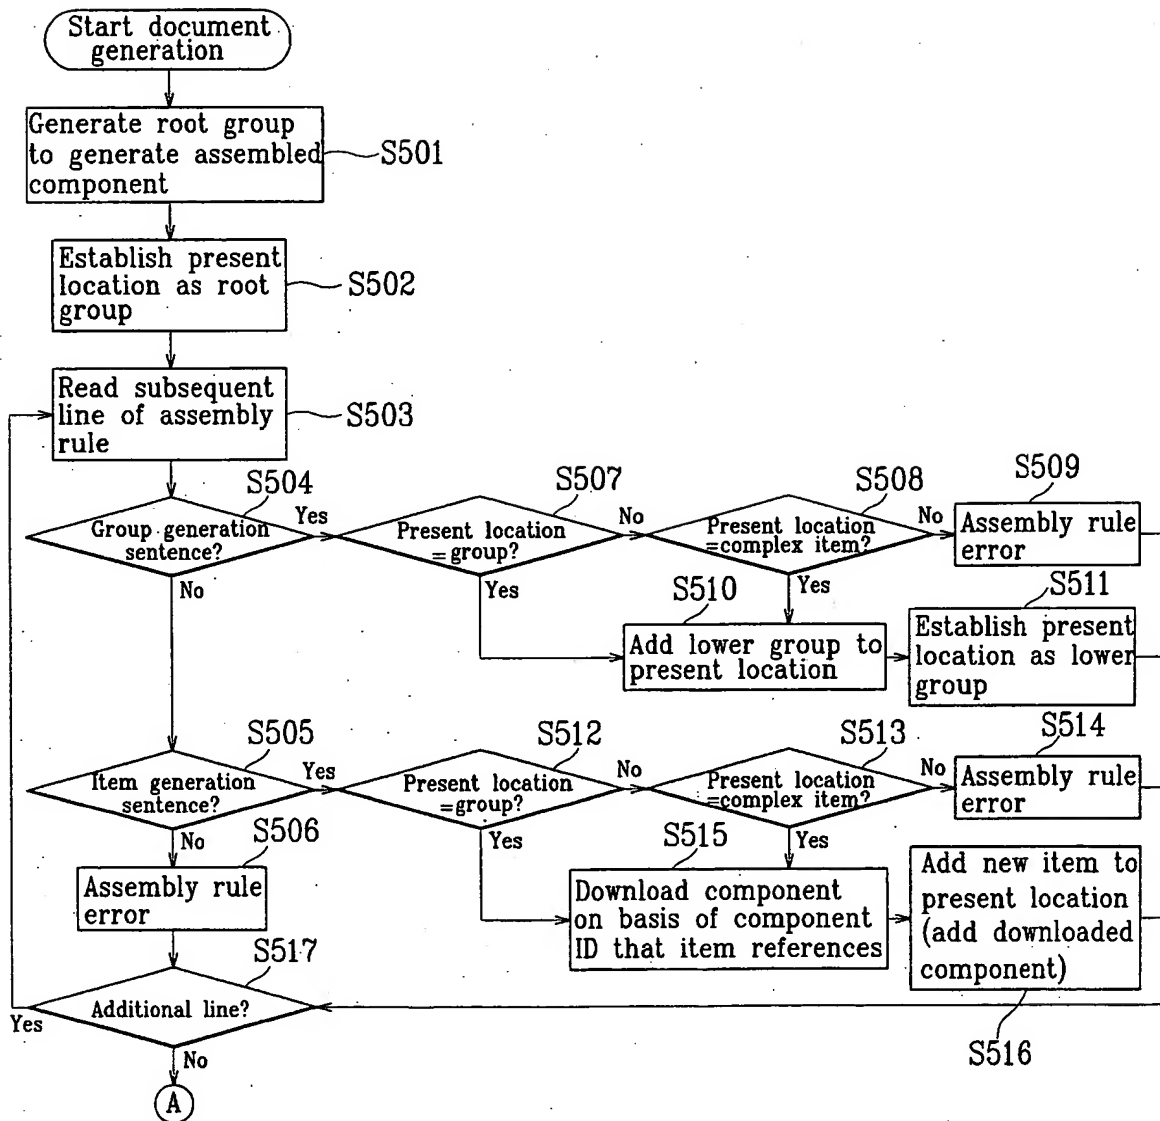 Start document
generation
Generate root group
to generate assembled
component
S501
Establish present
location as root
group
S502
Read subsequent
line of assembly
rule
S503
S504
Group generation
sentence?
Yes
No
S507
Present location
=group?
No
Yes
S508
Present location
=complex item?
No
Yes
S509
Assembly rule
error
S510
Add lower group to
present location
S511
Establish present
location as lower
group
S505
Item generation
sentence?
Yes
No
S512
Present location
=group?
No
Yes
S513
Present location
=complex item?
No
Yes
S514
Assembly rule
error
S506
Assembly rule
error
S515
Download component
on basis of component
ID that item references
Add new item to
present location
(add downloaded
component)
S516
S517
Additional line?
Yes
No
A